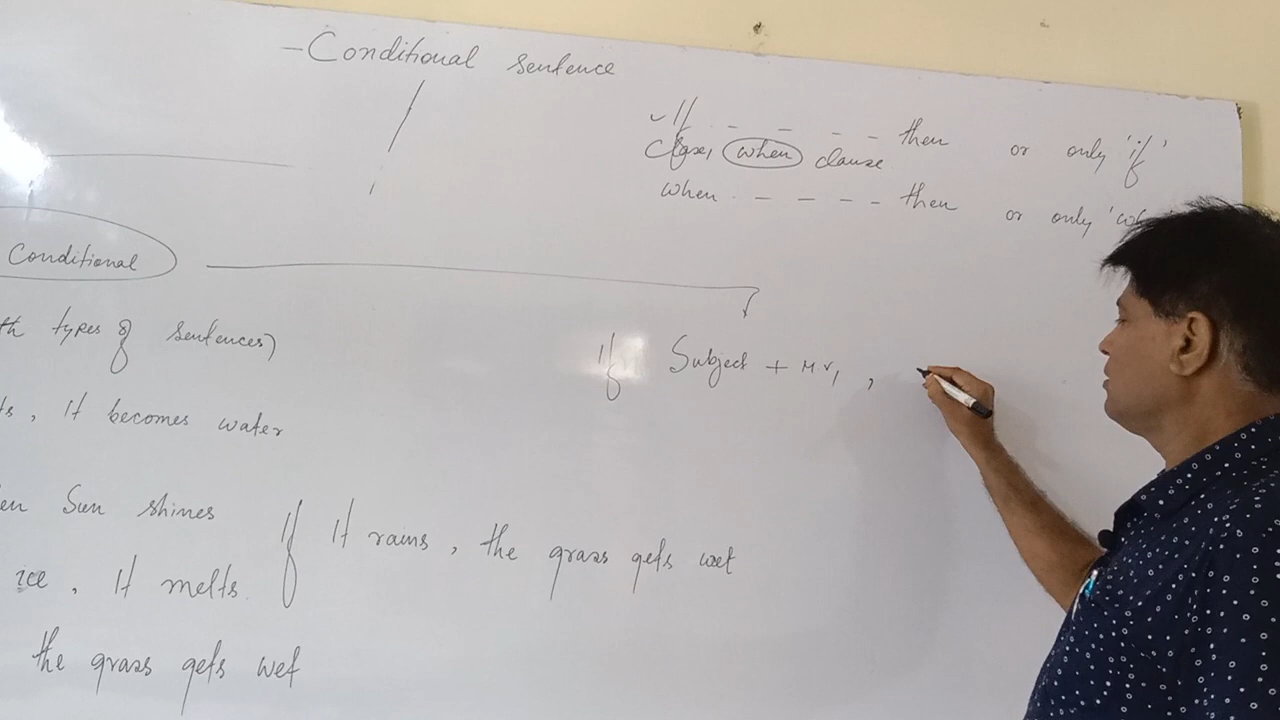 - Conditional sentence
✓ If - - - - then or only 'if'
when clause
when - - - - then or only
Conditional
types of sentences)
If Subject + M V1 ,
, It becomes water
Sun shines
If It rains , the grass gets wet
ice , It melts
the grass gets wet